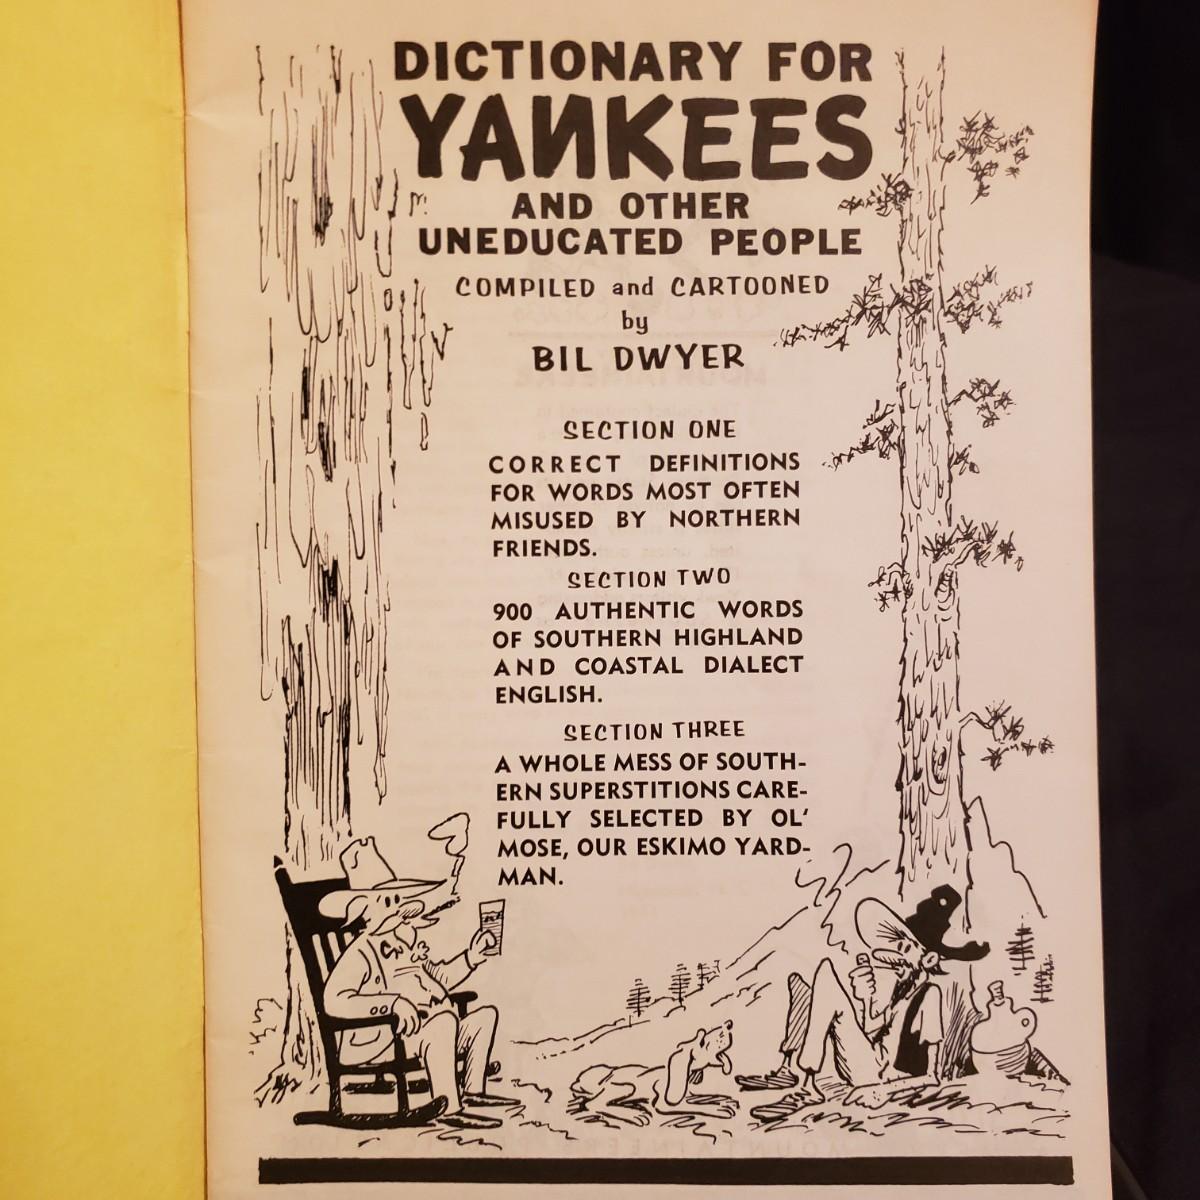 DICTIONARY FOR
YANKEES
AND OTHER
UNEDUCATED PEOPLE
COMPILED and CARTOONED
by
BIL DWYER
SECTION ONE
CORRECT DEFINITIONS
FOR WORDS MOST OFTEN
MISUSED BY NORTHERN
FRIENDS.
SECTION TWO
900 AUTHENTIC WORDS
OF SOUTHERN HIGHLAND
AND COASTAL DIALECT
ENGLISH.
SECTION THREE
A WHOLE MESS OF SOUTH-
ERN SUPERSTITIONS CARE-
FULLY SELECTED BY OL'
MOSE, OUR ESKIMO YARD-
MAN.